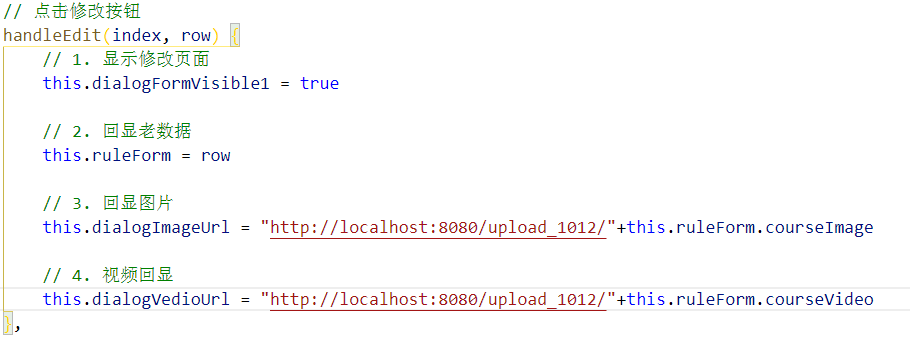 // 点击修改按钮
handleEdit(index, row) {
// 1. 显示修改页面
this.dialogFormVisible1 = true
// 2. 回显老数据
this.ruleForm = row
// 3. 回显图片
this.dialogImageUrl = "http://localhost:8080/upload_1012/"+this.ruleForm.courseImage
// 4. 视频回显
this.dialogVedioUrl = "http://localhost:8080/upload_1012/"+this.ruleForm.courseVideo
},